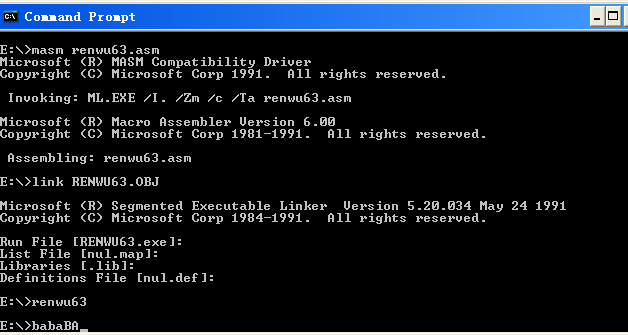 Command Prompt
E:\>masm renwu63.asm
Microsoft (R) MASM Compatibility Driver
Copyright (C) Microsoft Corp 1991.  All rights reserved.
 Invoking: ML.EXE /I. /Zm /c /Ta renwu63.asm
Microsoft (R) Macro Assembler Version 6.00
Copyright (C) Microsoft Corp 1981-1991.  All rights reserved.
 Assembling: renwu63.asm
E:\>link RENWU63.OBJ
Microsoft (R) Segmented Executable Linker  Version 5.20.034 May 24 1991
Copyright (C) Microsoft Corp 1984-1991.  All rights reserved.
Run File [RENWU63.exe]:
List File [nul.map]:
Libraries [.lib]:
Definitions File [nul.def]:
E:\>renwu63
E:\>babaBA_